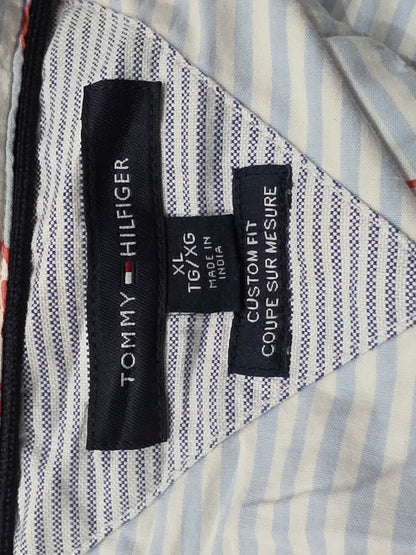 TOMMY HILFIGER
XL
TG/XG
MADE IN
INDIA
CUSTOM FIT
COUPE SUR MESURE